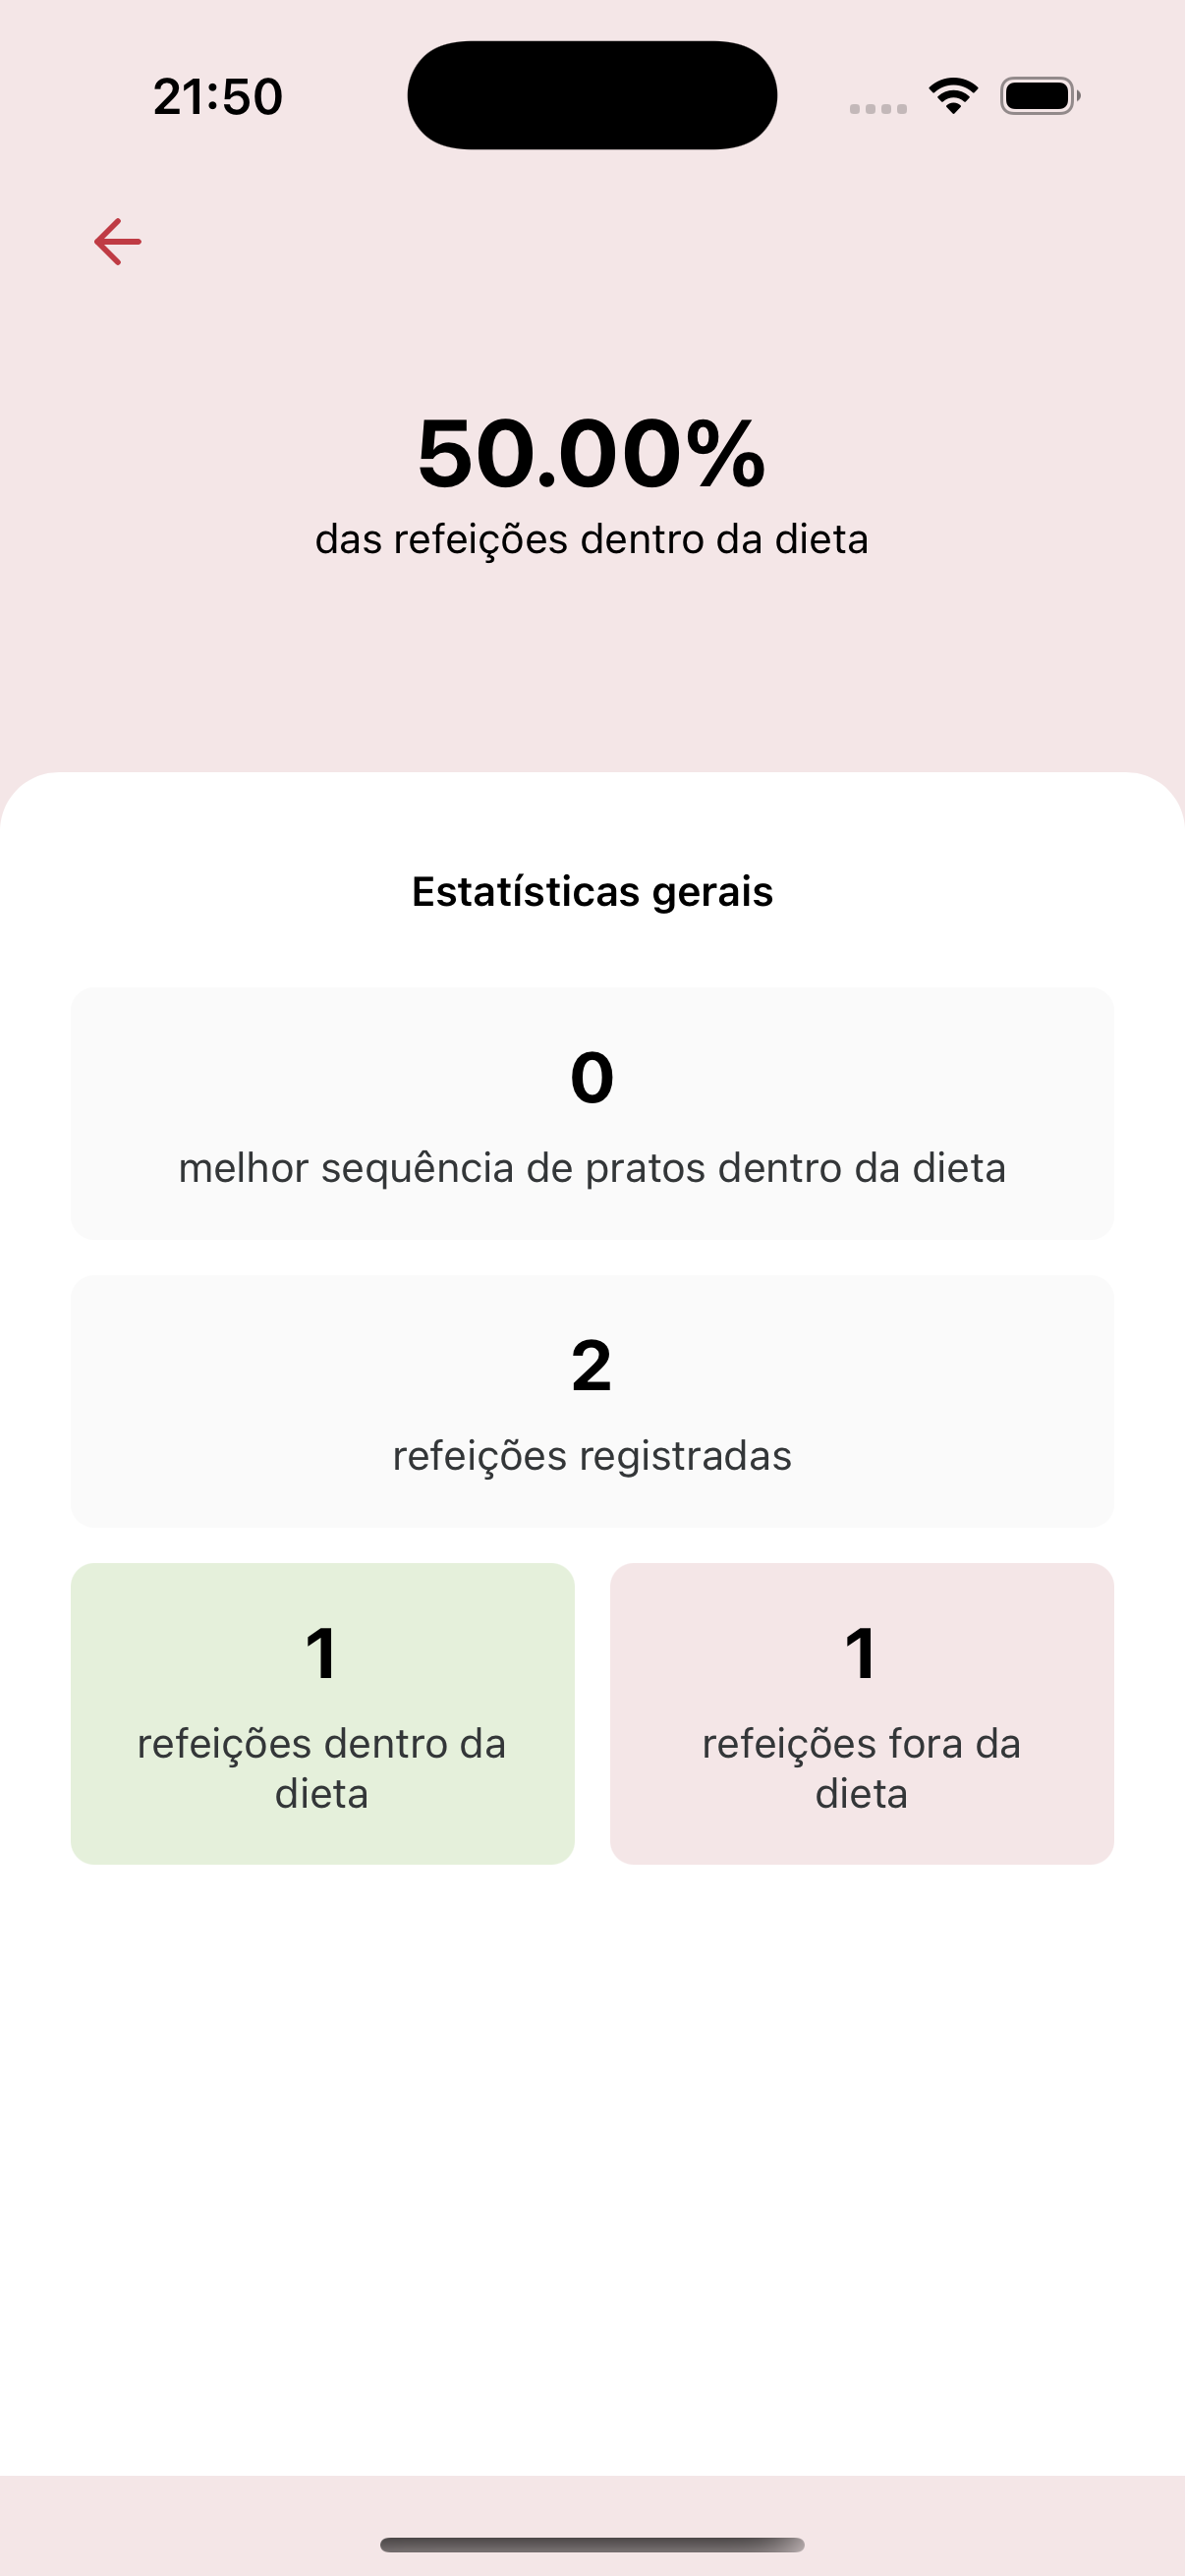 21:50
50.00%
das refeições dentro da dieta
Estatísticas gerais
0
melhor sequência de pratos dentro da dieta
2
refeições registradas
1
refeições dentro da
dieta
1
refeições fora da
dieta